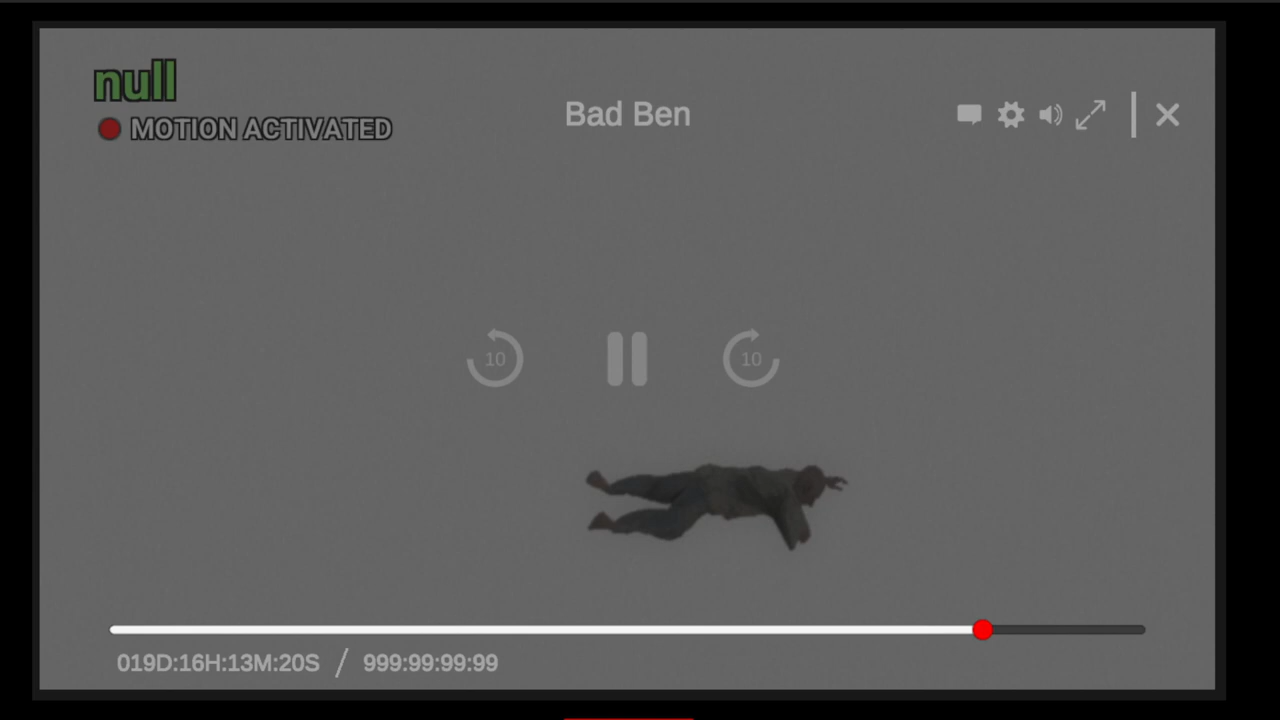 null
MOTION ACTIVATED
Bad Ben
10
10
019D:16H:13M:20S / 999:99:99:99